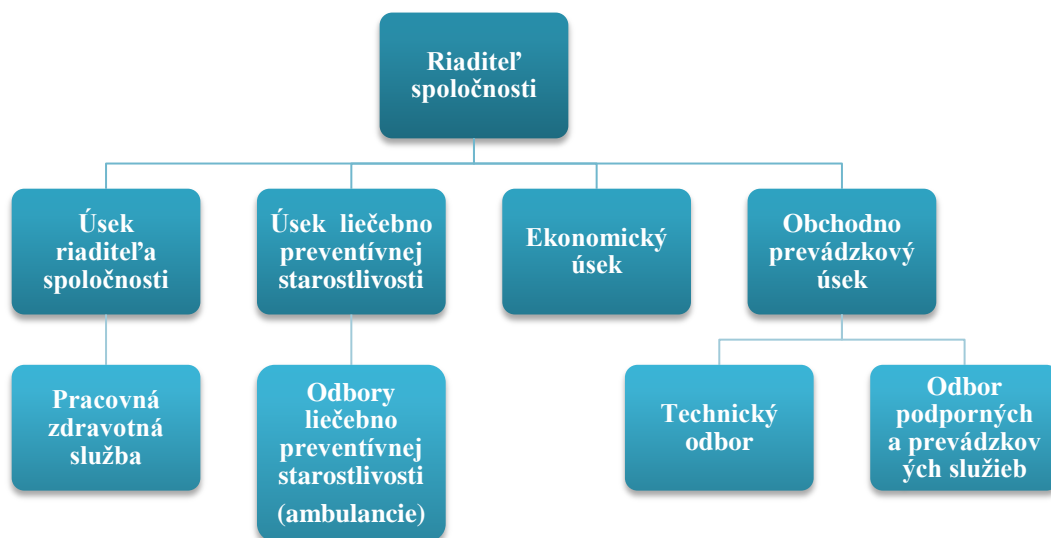 Riaditeľ
spoločnosti
Úsek
riaditeľa
spoločnosti
Úsek liečebno
preventívnej
starostlivosti
Ekonomický
úsek
Obchodno
prevádzkový
úsek
Pracovná
zdravotná
služba
Odbory
liečebno
preventívnej
starostlivosti
(ambulancie)
Technický
odbor
Odbor
podporných
a prevádzkov
ých služieb